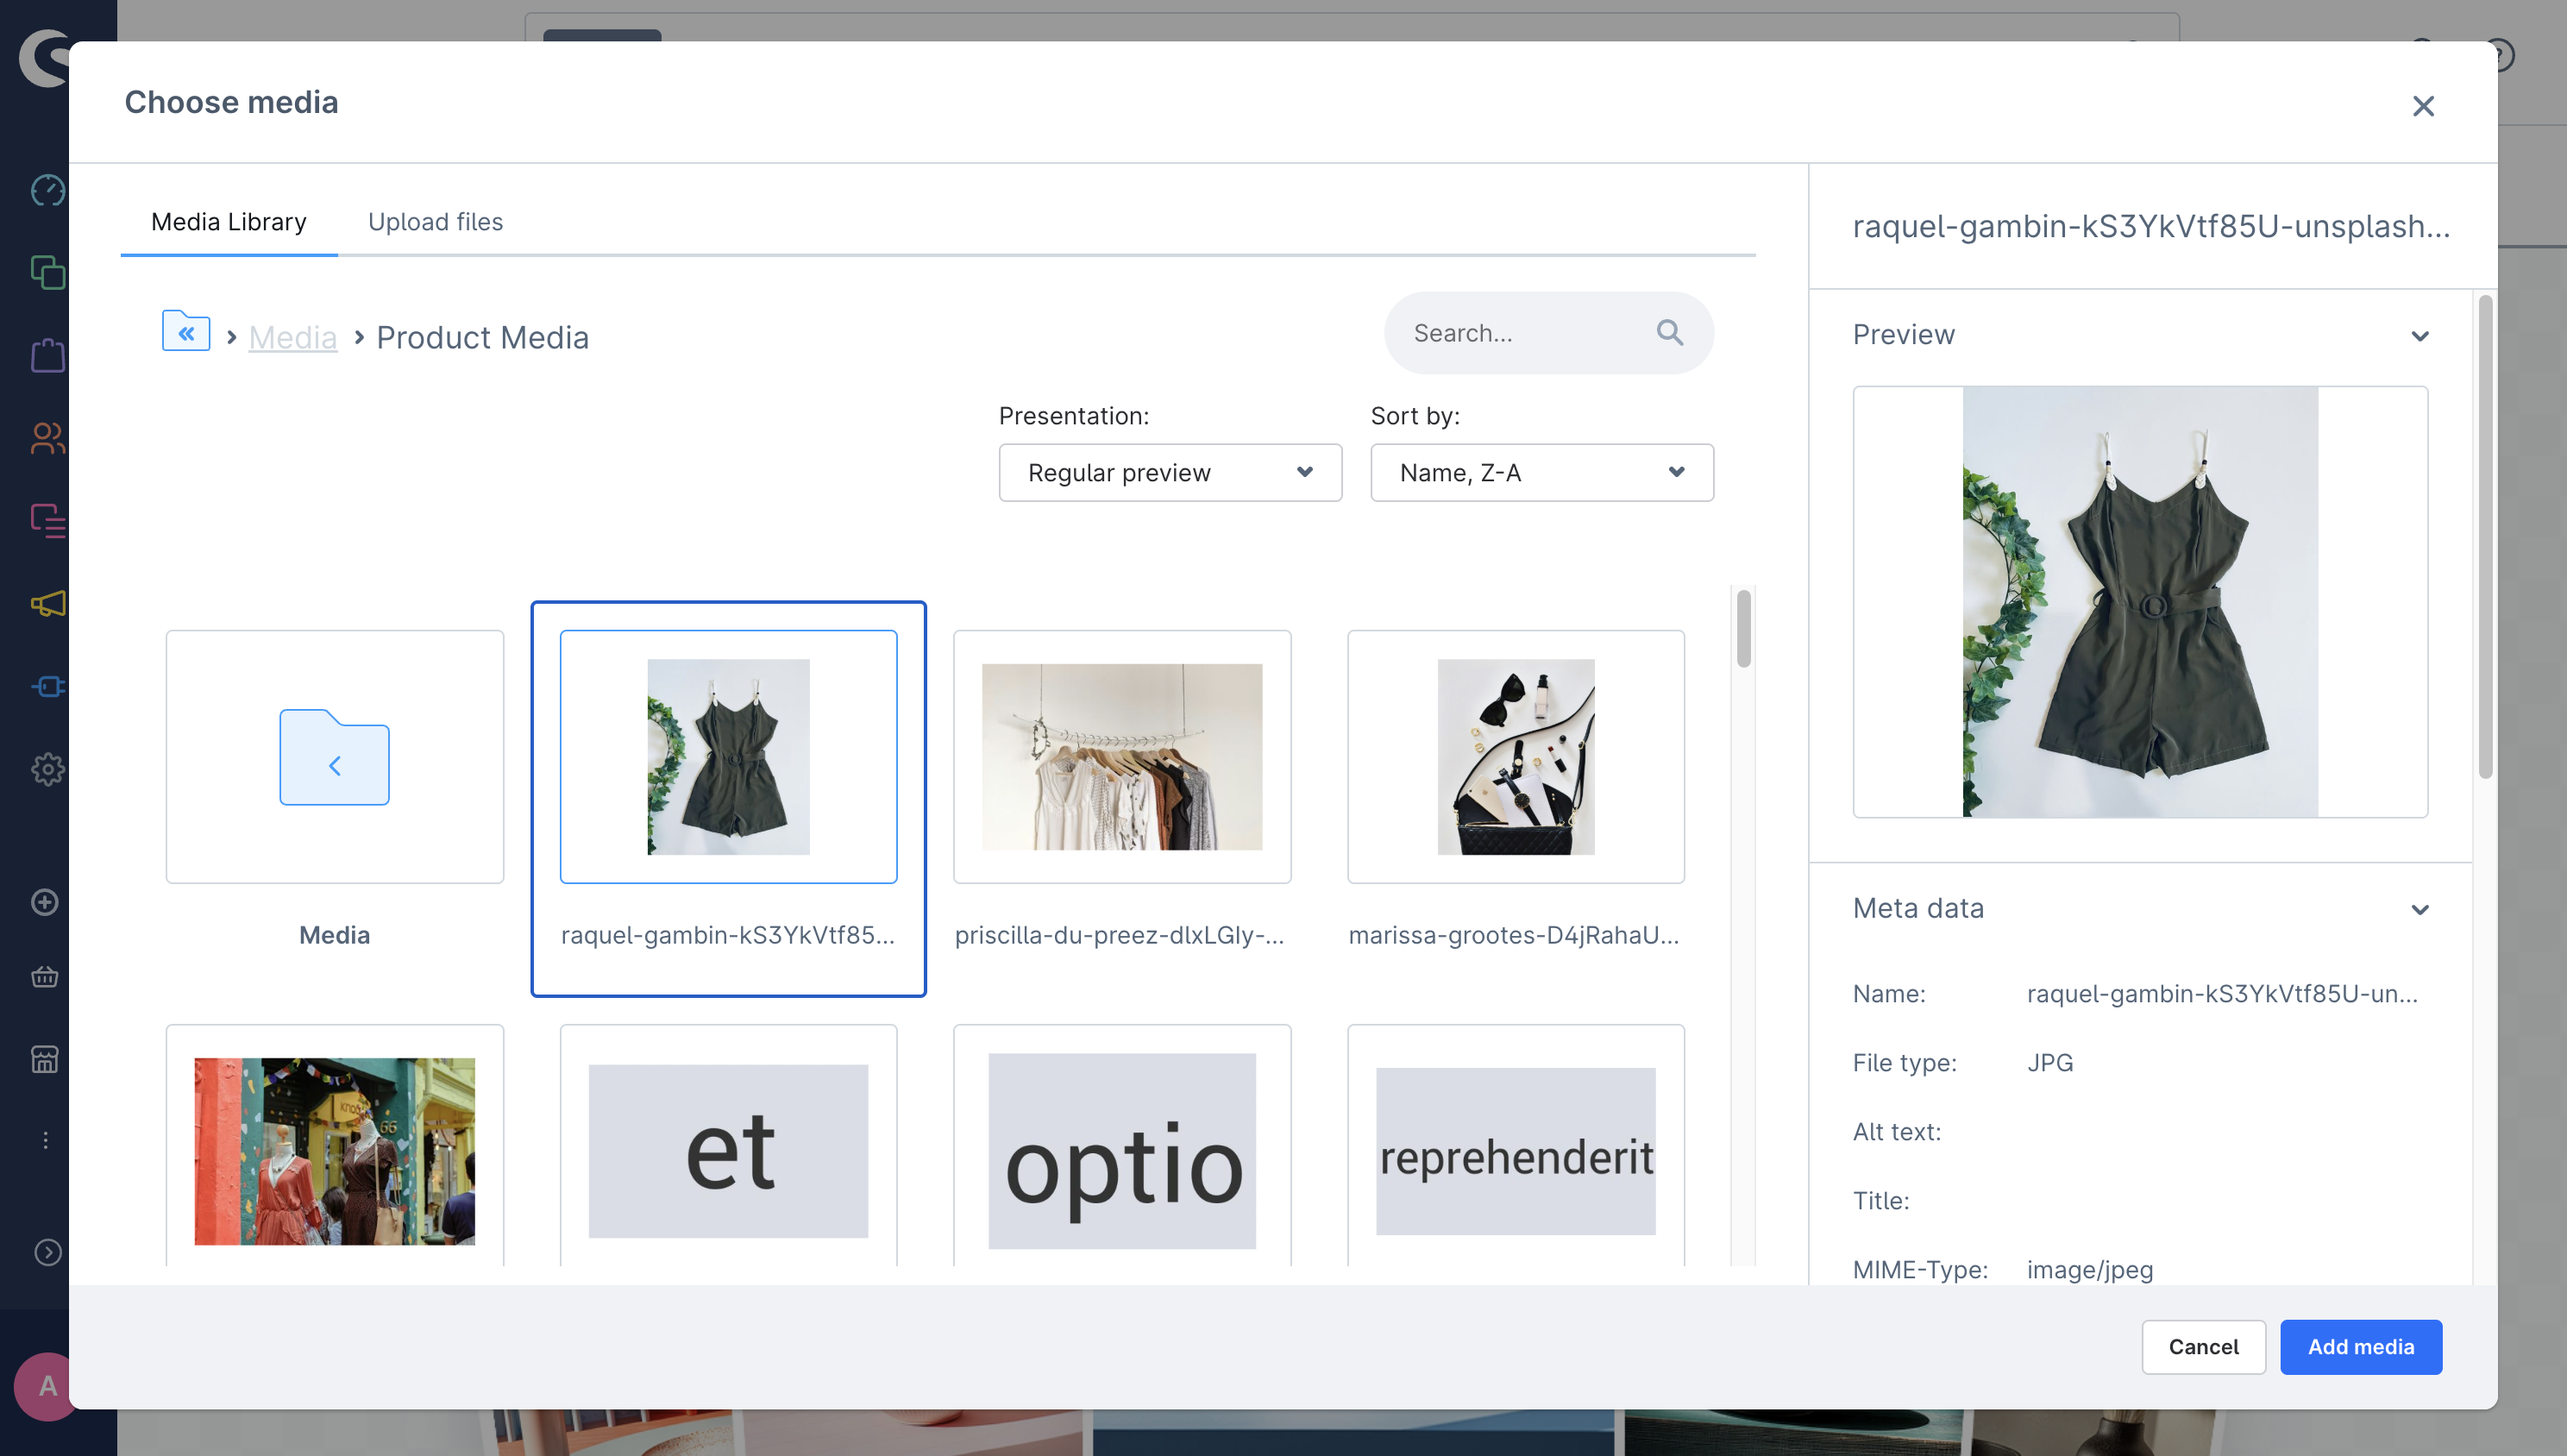 Choose media
Media Library
Upload files
Media
Product Media
Search...
Presentation:
Sort by:
Regular preview
Name, Z-A
Media
raquel-gambin-kS3YkVtf85...
priscilla-du-preez-dlxLGIy-...
marissa-grootes-D4jRahaU...
66
et
optio
reprehenderit
raquel-gambin-kS3YkVtf85U-unsplash...
Preview
Meta data
Name:
raquel-gambin-kS3YkVtf85U-un...
File type:
JPG
Alt text:
Title:
MIME-Type:
image/jpeg
Cancel
Add media
A